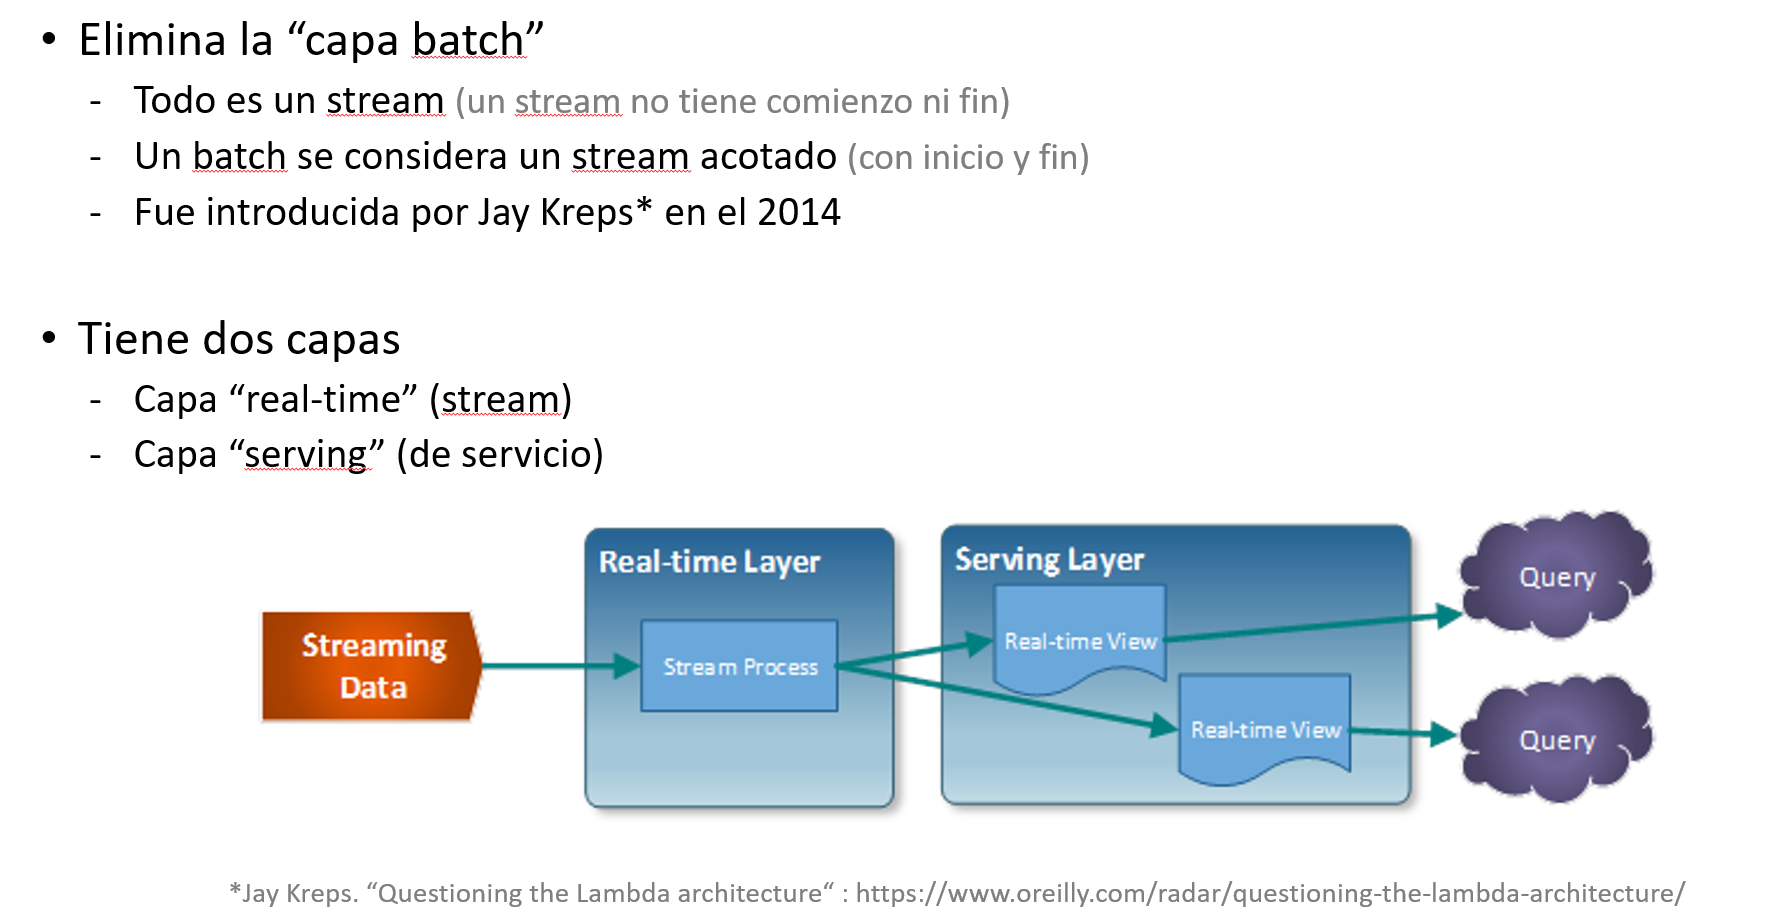 • Elimina la “capa batch”
- Todo es un stream (un stream no tiene comienzo ni fin)
- Un batch se considera un stream acotado (con inicio y fin)
- Fue introducida por Jay Kreps* en el 2014
• Tiene dos capas
- Capa “real-time” (stream)
- Capa “serving” (de servicio)
Streaming
Data
Real-time Layer
Stream Process
Serving Layer
Real-time View
Real-time View
Query
Query
*Jay Kreps. “Questioning the Lambda architecture“ : https://www.oreilly.com/radar/questioning-the-lambda-architecture/